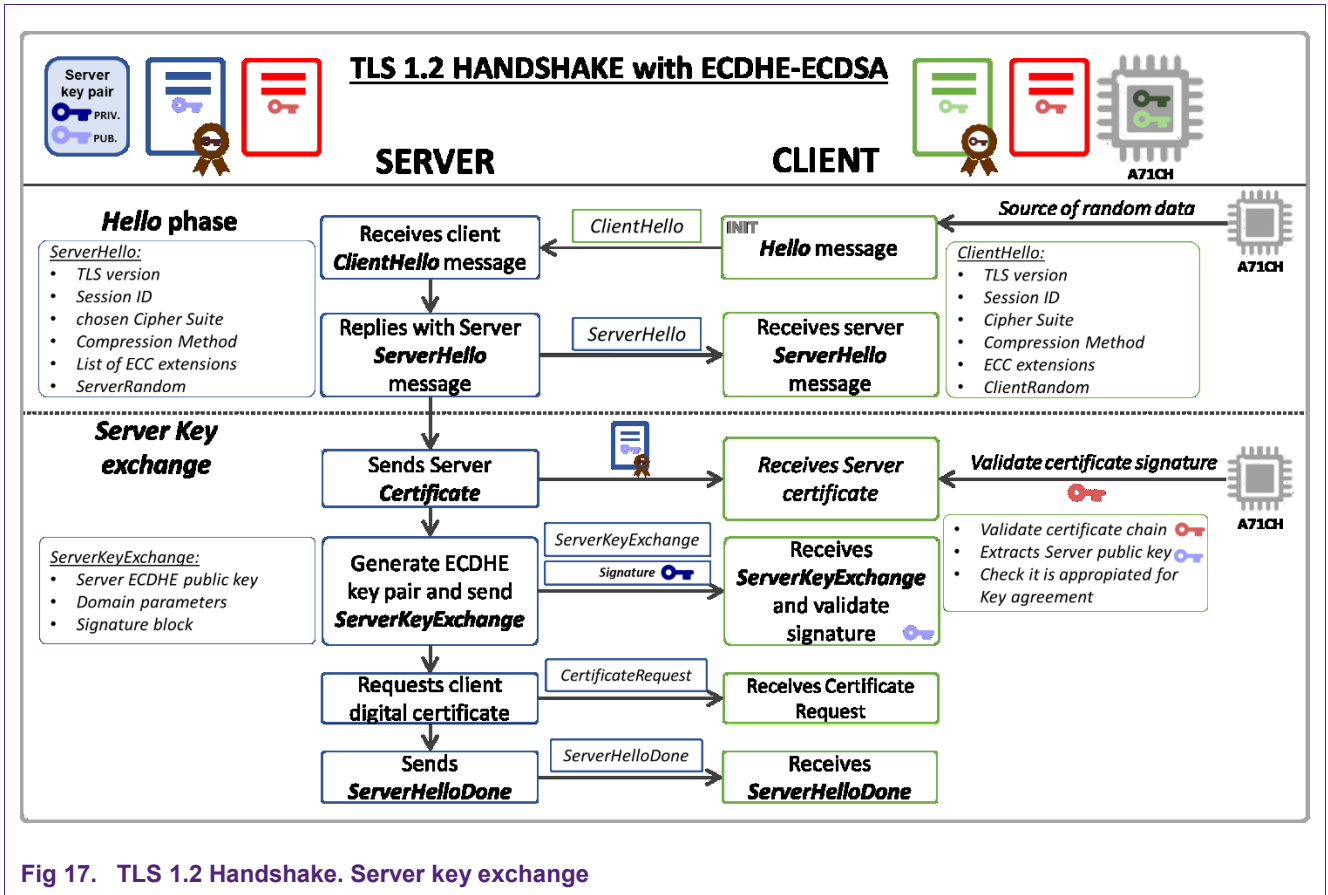 TLS 1.2 HANDSHAKE with ECDHE-ECDSA
Server
key pair
PRIV.
PUB.
SERVER
CLIENT
A71CH
Hello phase
ServerHello:
• TLS version
• Session ID
• chosen Cipher Suite
• Compression Method
• List of ECC extensions
• ServerRandom
Receives client
ClientHello message
ClientHello
INIT
Hello message
Source of random data
A71CH
ClientHello:
• TLS version
• Session ID
• Cipher Suite
• Compression Method
• ECC extensions
• ClientRandom
Replies with Server
ServerHello
message
ServerHello
Receives server
ServerHello
message
Server Key
exchange
Sends Server
Certificate
Receives Server
certificate
Validate certificate signature
A71CH
ServerKeyExchange:
• Server ECDHE public key
• Domain parameters
• Signature block
Generate ECDHE
key pair and send
ServerKeyExchange
ServerKeyExchange
Signature
Receives
ServerKeyExchange
and validate
signature
• Validate certificate chain
• Extracts Server public key
• Check it is appropiated for
Key agreement
Requests client
digital certificate
CertificateRequest
Receives Certificate
Request
Sends
ServerHelloDone
ServerHelloDone
Receives
ServerHelloDone
Fig 17. TLS 1.2 Handshake. Server key exchange